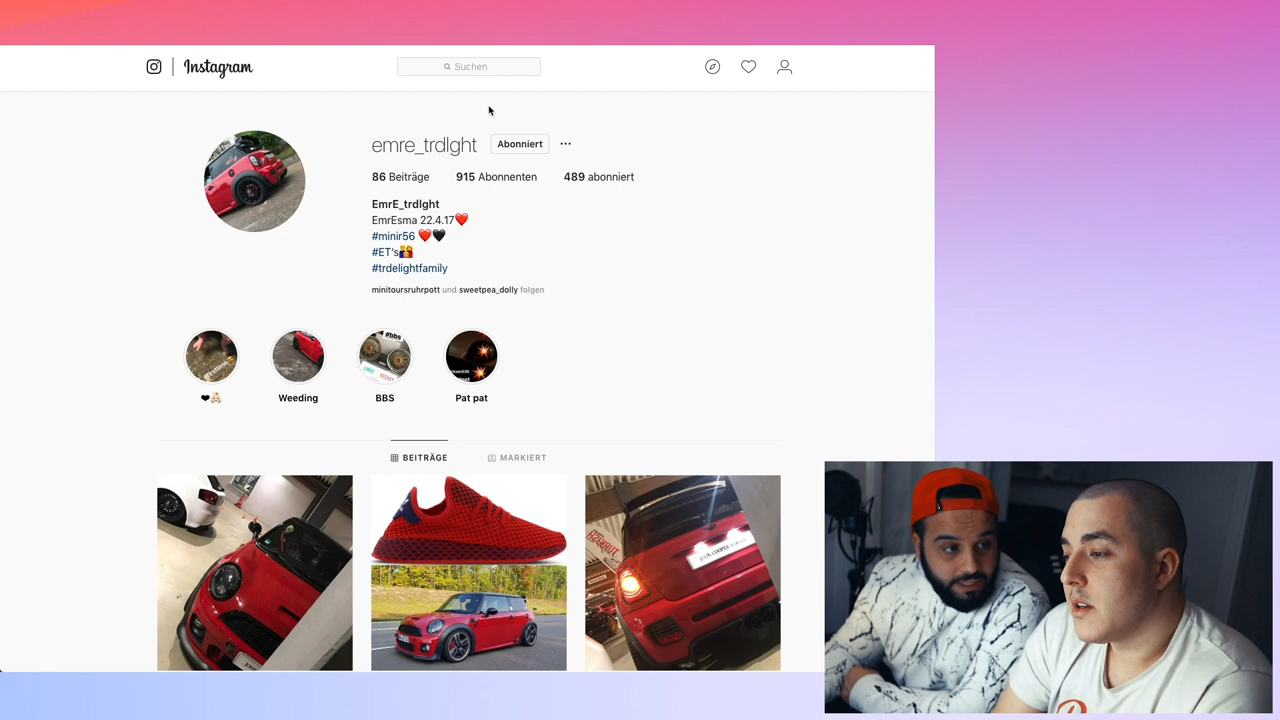 Instagram
Suchen
emre_trdlght Abonniert
86 Beiträge 915 Abonnenten 489 abonniert
EmrE_trdlght
EmrEsma 22.4.17❤️
#minir56 ❤️🖤
#ET's
#trdelightfamily
minitoursruhrpott und sweetpea_dolly folgen
#bbs
Weeding
BBS
Pat pat
BEITRÄGE
MARKIERT